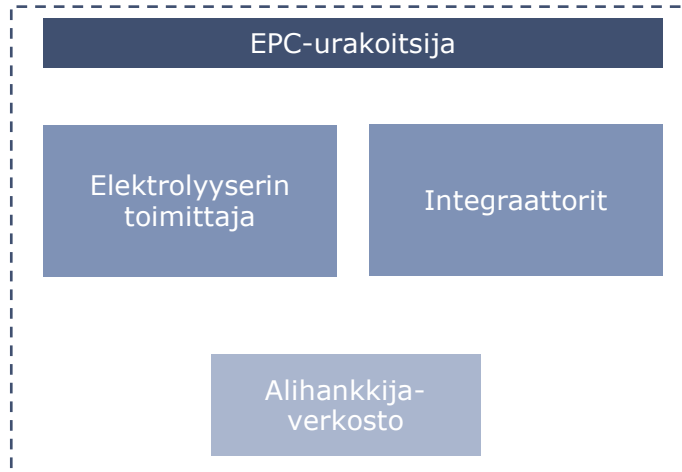 EPC-urakoitsija
Elektrolyyserin
toimittaja
Integraattorit
Alihankkija-
verkosto